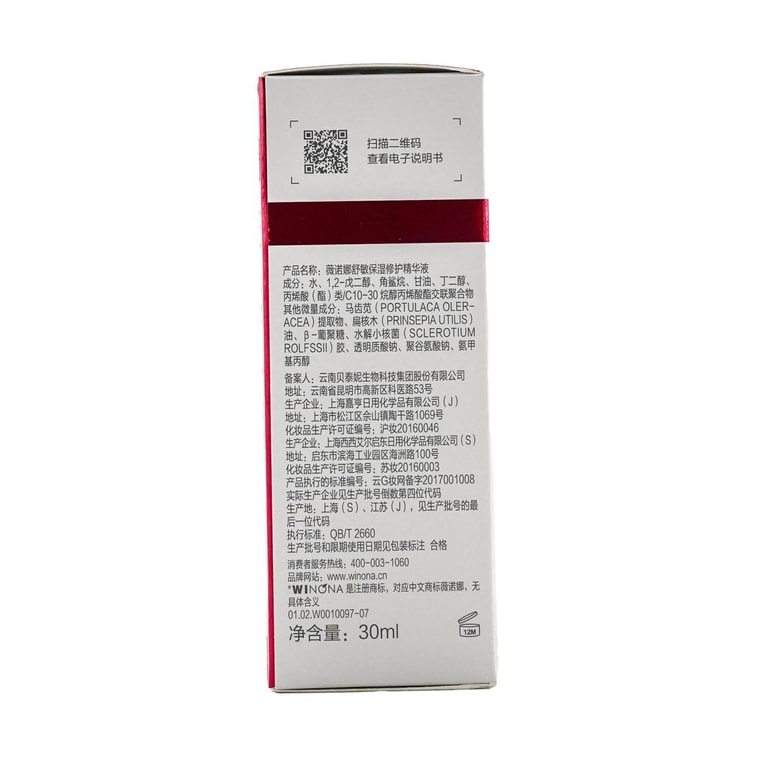 扫描二维码
查看电子说明书
产品名称：薇诺娜舒敏保湿修护精华液
成分：水、1,2-戊二醇、角鲨烷、甘油、丁二醇、
丙烯酸（酯）类/C10-30 烷醇丙烯酸酯交联聚合物
其他微量成分：马齿苋（PORTULACA OLER-
ACEA）提取物、扁核木（PRINSEPIA UTILIS）
油、β-葡聚糖、水解小核菌（SCLEROTIUM
ROLFSSII）胶、透明质酸钠、聚谷氨酸钠、氨甲
基丙醇
备案人：云南贝泰妮生物科技集团股份有限公司
地址：云南省昆明市高新区科医路53号
生产企业：上海嘉亨日用化学品有限公司（J）
地址：上海市松江区佘山镇陶干路1069号
化妆品生产许可证编号：沪妆20160046
生产企业：上海西西艾尔启东日用化学品有限公司（S）
地址：启东市滨海工业园区海洲路100号
化妆品生产许可证编号：苏妆20160003
产品执行的标准编号：云G妆网备字2017001008
实际生产企业见生产批号倒数第四位代码
生产地：上海（S）、江苏（J），见生产批号的最
后一位代码
执行标准：QB/T 2660
生产批号和限期使用日期见包装标注 合格
消费者服务热线：400-003-1060
品牌网站：www.winona.cn
*WINONA 是注册商标，对应中文商标薇诺娜，无
具体含义
01.02.W0010097-07
净含量：30ml
12M